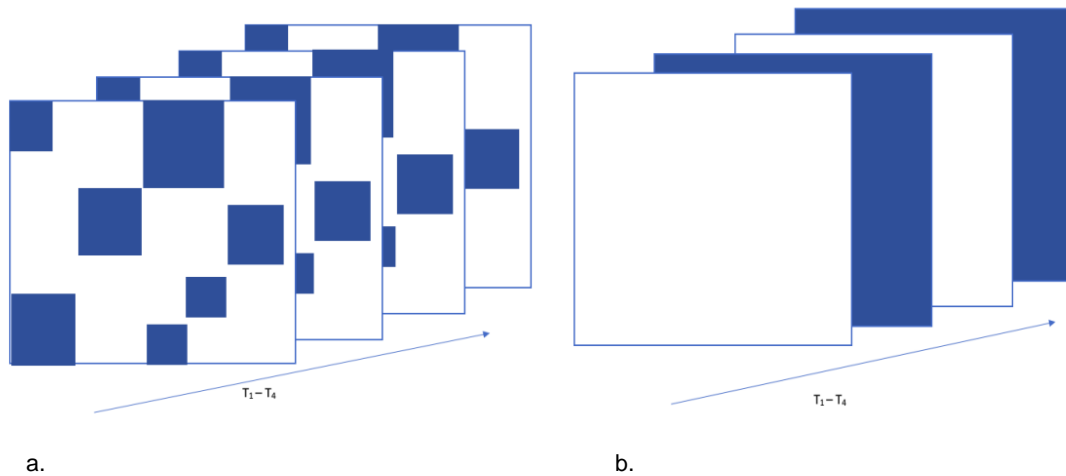 T₁ – T₄
T₁ – T₄
a.
b.